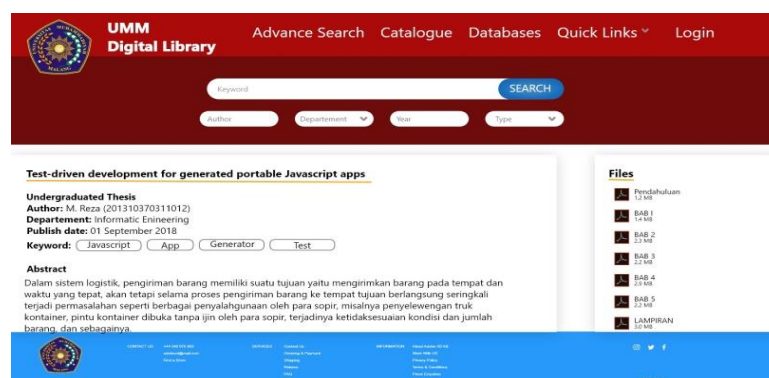 UMM
Digital Library
Advance Search Catalogue Databases Quick Links Login
Keyword
SEARCH
Author Departement Year Type
Test-driven development for generated portable Javascript apps
Undergraduated Thesis
Author: M. Reza (201310370311012)
Departement: Informatic Enineering
Publish date: 01 September 2018
Keyword: Javascript App Generator Test
Abstract
Dalam sistem logistik, pengiriman barang memiliki suatu tujuan yaitu mengirimkan barang pada tempat dan
waktu yang tepat, akan tetapi selama proses pengiriman barang ke tempat tujuan berlangsung seringkali
terjadi permasalahan seperti berbagai penyalahgunaan oleh para sopir, misalnya penyelewengan truk
kontainer, pintu kontainer dibuka tanpa ijin oleh para sopir, terjadinya ketidaksesuaian kondisi dan jumlah
barang, dan sebagainya.
Files
Pendahuluan
1.2 MB
BAB I
1.4 MB
BAB 2
2.3 MB
BAB 3
2.2 MB
BAB 4
2.9 MB
BAB 5
2.2 MB
LAMPIRAN
3.0 MB
CONTACT US
SERVICES
INFORMATION